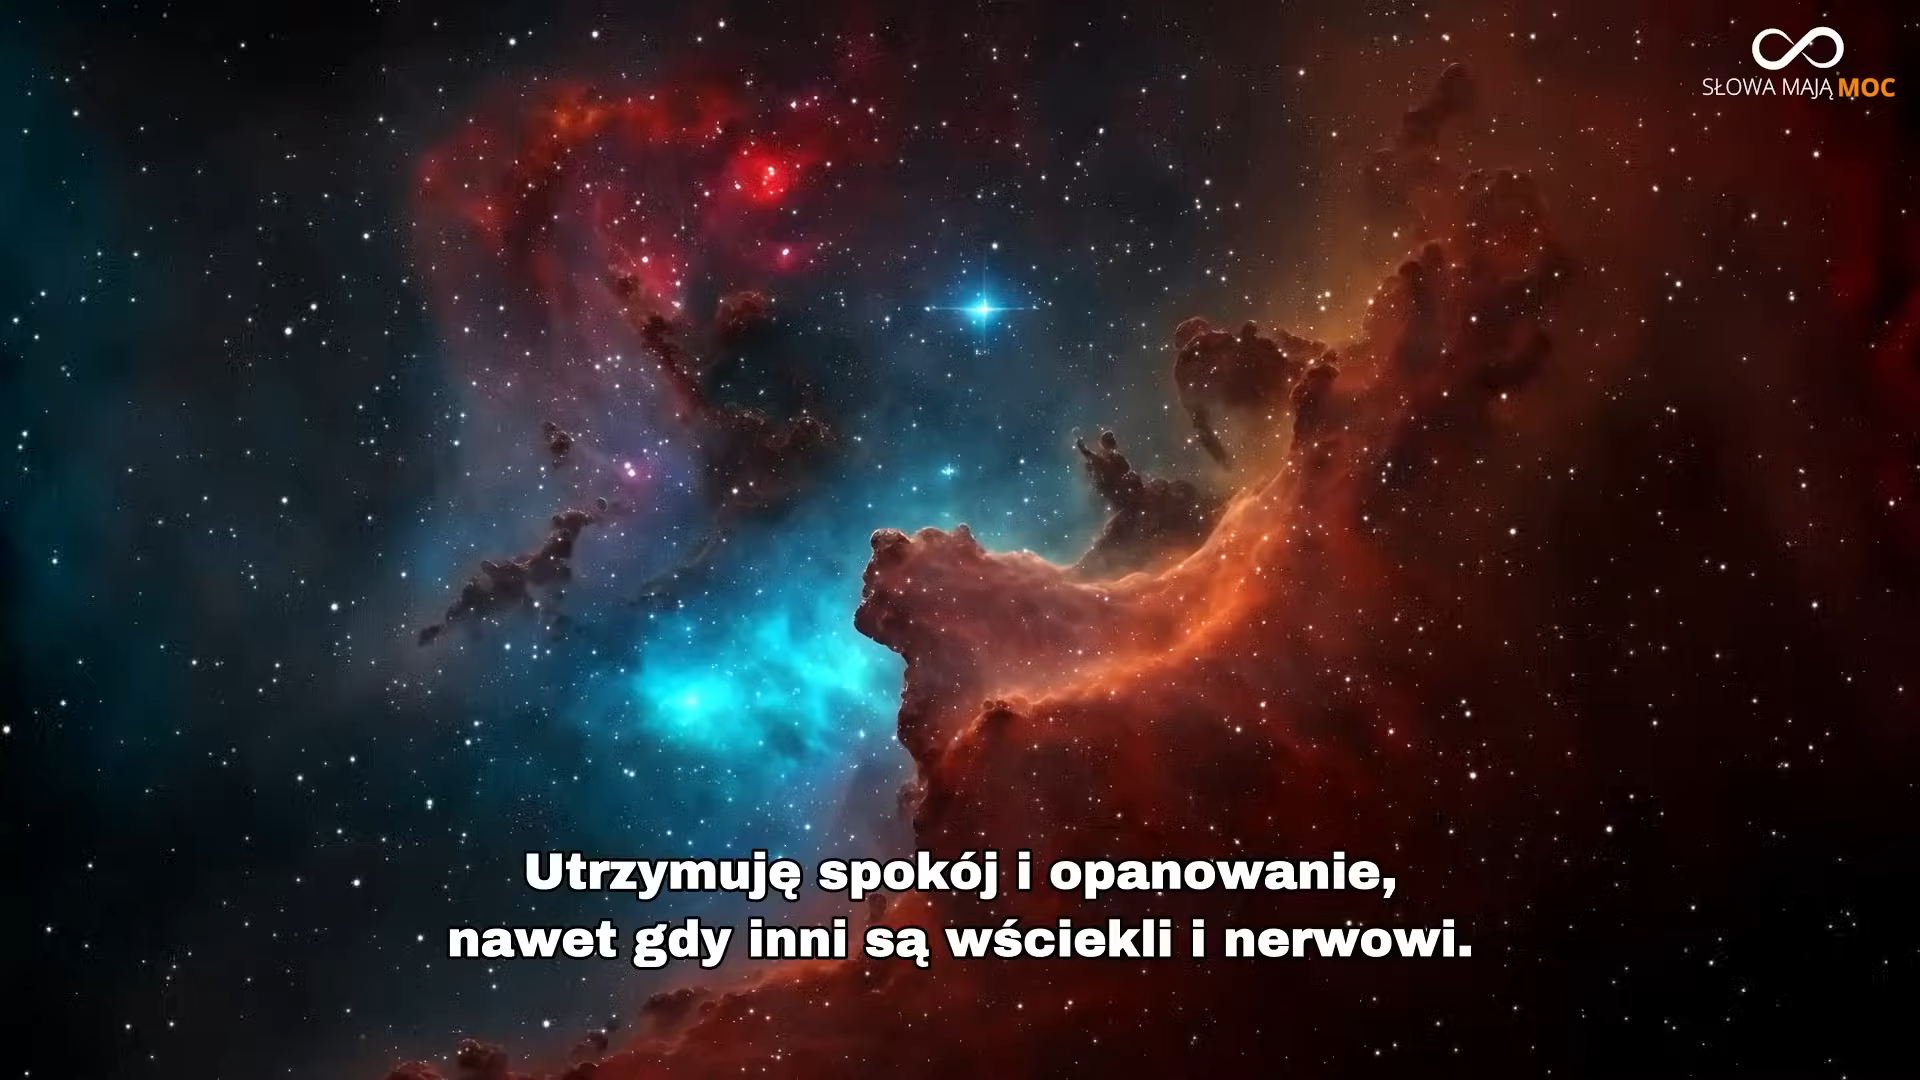 SŁOWA MAJĄ MOC
Utrzymuję spokój i opanowanie,
nawet gdy inni są wściekli i nerwowi.